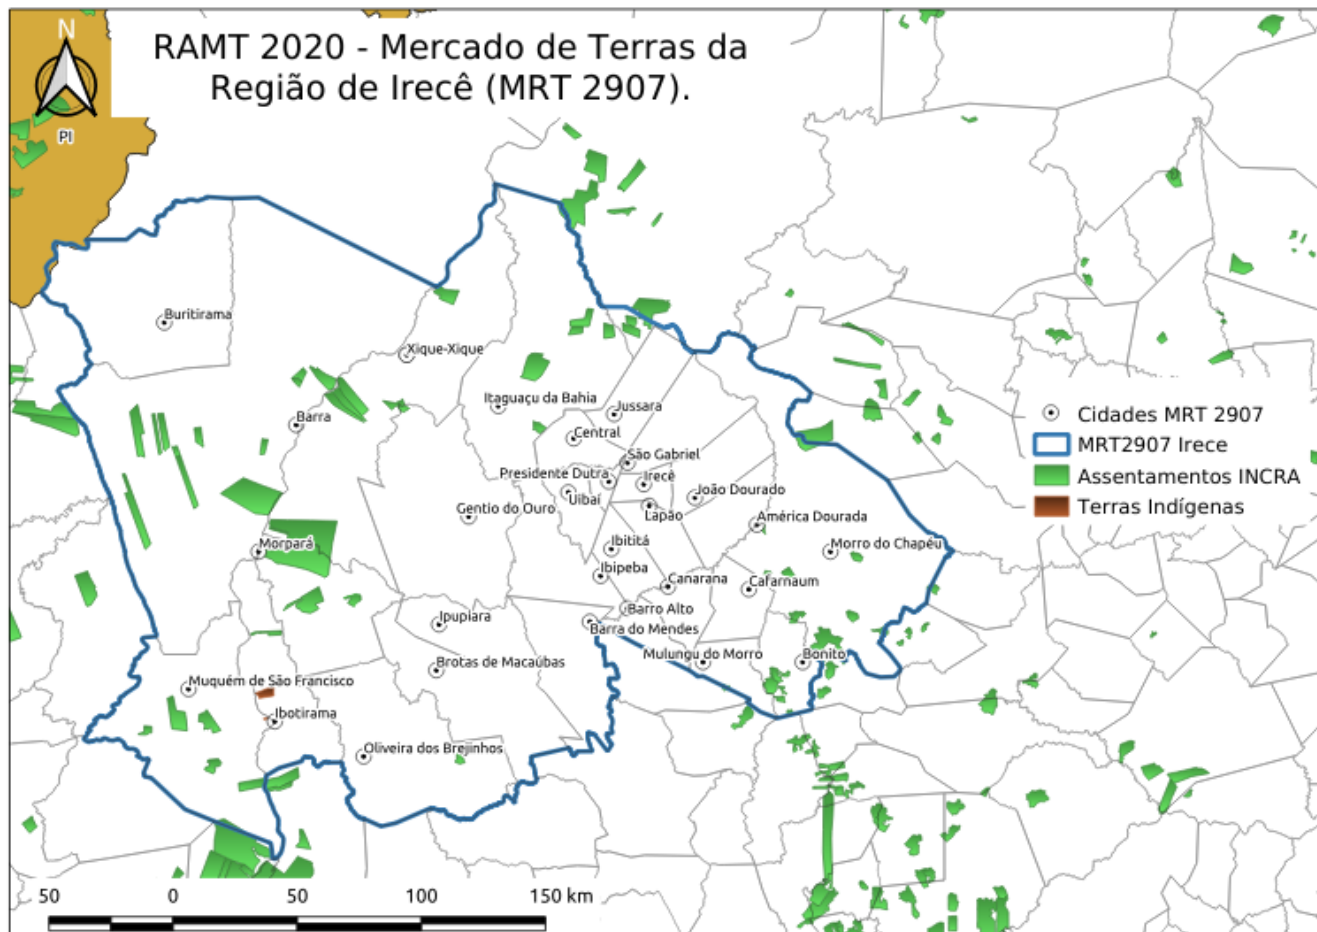 N
RAMT 2020 - Mercado de Terras da
Região de Irecê (MRT 2907).
PI
Buritirama
Xique-Xique
Itaguaçu da Bahia
Jussara
Barra
Central
São Gabriel
Presidente Dutra
Irecê
Uibaí
João Dourado
Gentio do Ouro
Lapão
América Dourada
Morpará
Ibititá
Morro do Chapéu
Ibipeba
Canarana
Cafarnaum
Barro Alto
Ipupiara
Barra do Mendes
Mulungu do Morro
Bonito
Brotas de Macaúbas
Muquém de São Francisco
Ibotirama
Oliveira dos Brejinhos
Cidades MRT 2907
MRT2907 Irece
Assentamentos INCRA
Terras Indígenas
50 0 50 100 150 km